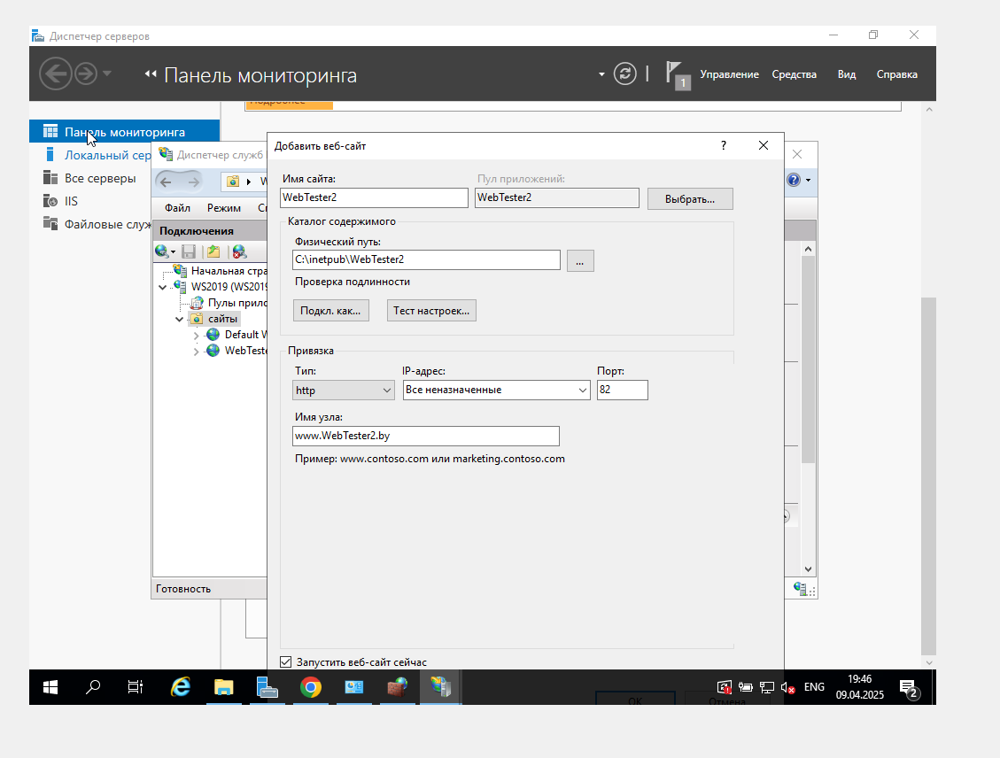 Диспетчер серверов
Панель мониторинга
1
Управление
Средства
Вид
Справка
Подробнее
Панель мониторинга
Локальный сер
Все серверы
IIS
Файловые служ
Диспетчер служб
Файл
Режим
Подключения
Начальная стра
WS2019 (WS2019
Пулы прило
сайты
Default W
WebTeste
Готовность
Добавить веб-сайт
?
Имя сайта:
Пул приложений:
WebTester2
WebTester2
Выбрать...
Каталог содержимого
Физический путь:
C:\inetpub\WebTester2
...
Проверка подлинности
Подкл. как...
Тест настроек...
Привязка
Тип:
IP-адрес:
Порт:
http
Все неназначенные
82
Имя узла:
www.WebTester2.by
Пример: www.contoso.com или marketing.contoso.com
Запустить веб-сайт сейчас
ОК
Отмена
ENG
19:46
09.04.2025
2